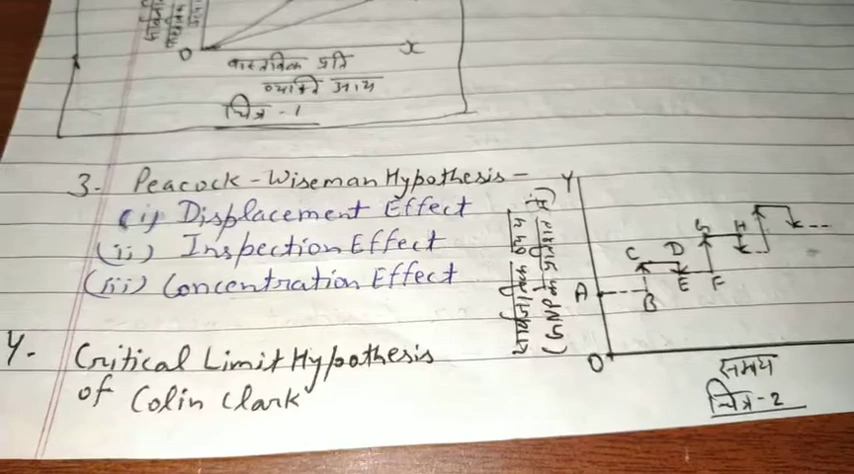 O
x
वास्तविक प्रति
व्यक्ति आय
चित्र-1
3. Peacock-Wiseman Hypothesis-
(i) Displacement Effect
(ii) Inspection Effect
(iii) Concentration Effect
4. Critical Limit Hypothesis
of Colin Clark
Y
(GNP के
A
B
C
D
E
F
G
H
O
समय
चित्र-2